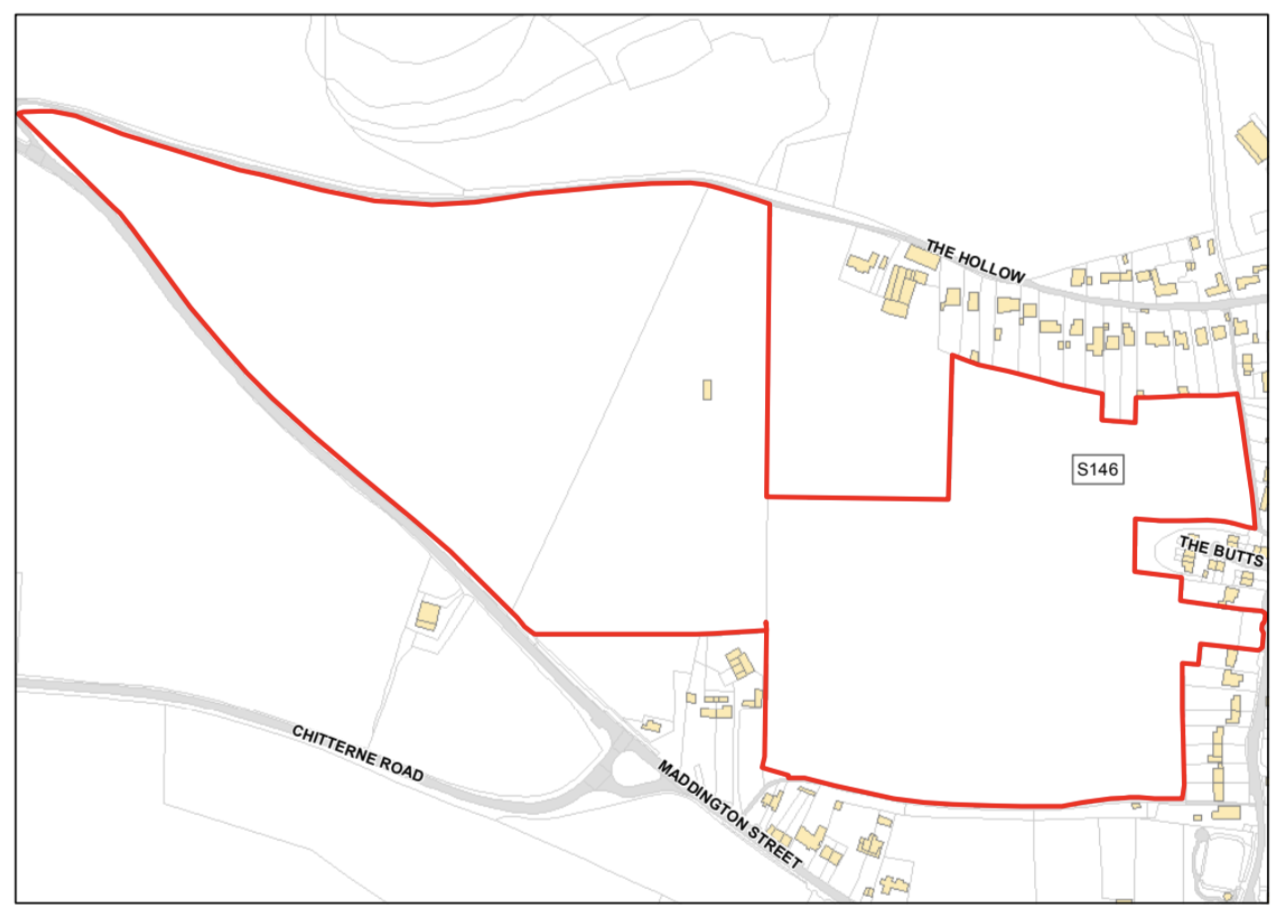 THE HOLLOW
S146
THE BUTTS
CHITTERNE ROAD
MADDINGTON STREET